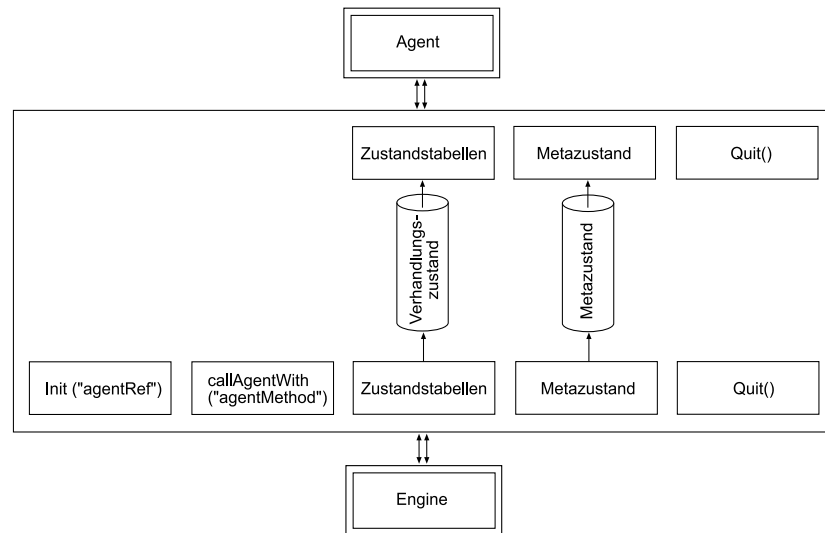 Agent
Zustandstabellen
Metazustand
Quit()
Verhandlungs-
zustand
Metazustand
Init ("agentRef")
callAgentWith
("agentMethod")
Zustandstabellen
Metazustand
Quit()
Engine